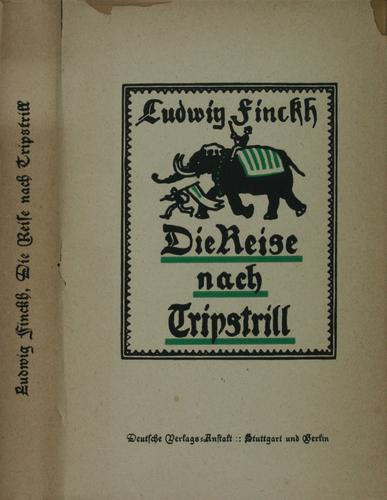 Ludwig Finckh, Die Reise nach Tripstrill
Ludwig Finckh
Die Reise
nach
Tripstrill
Deutsche Verlags-Anstalt :: Stuttgart und Berlin